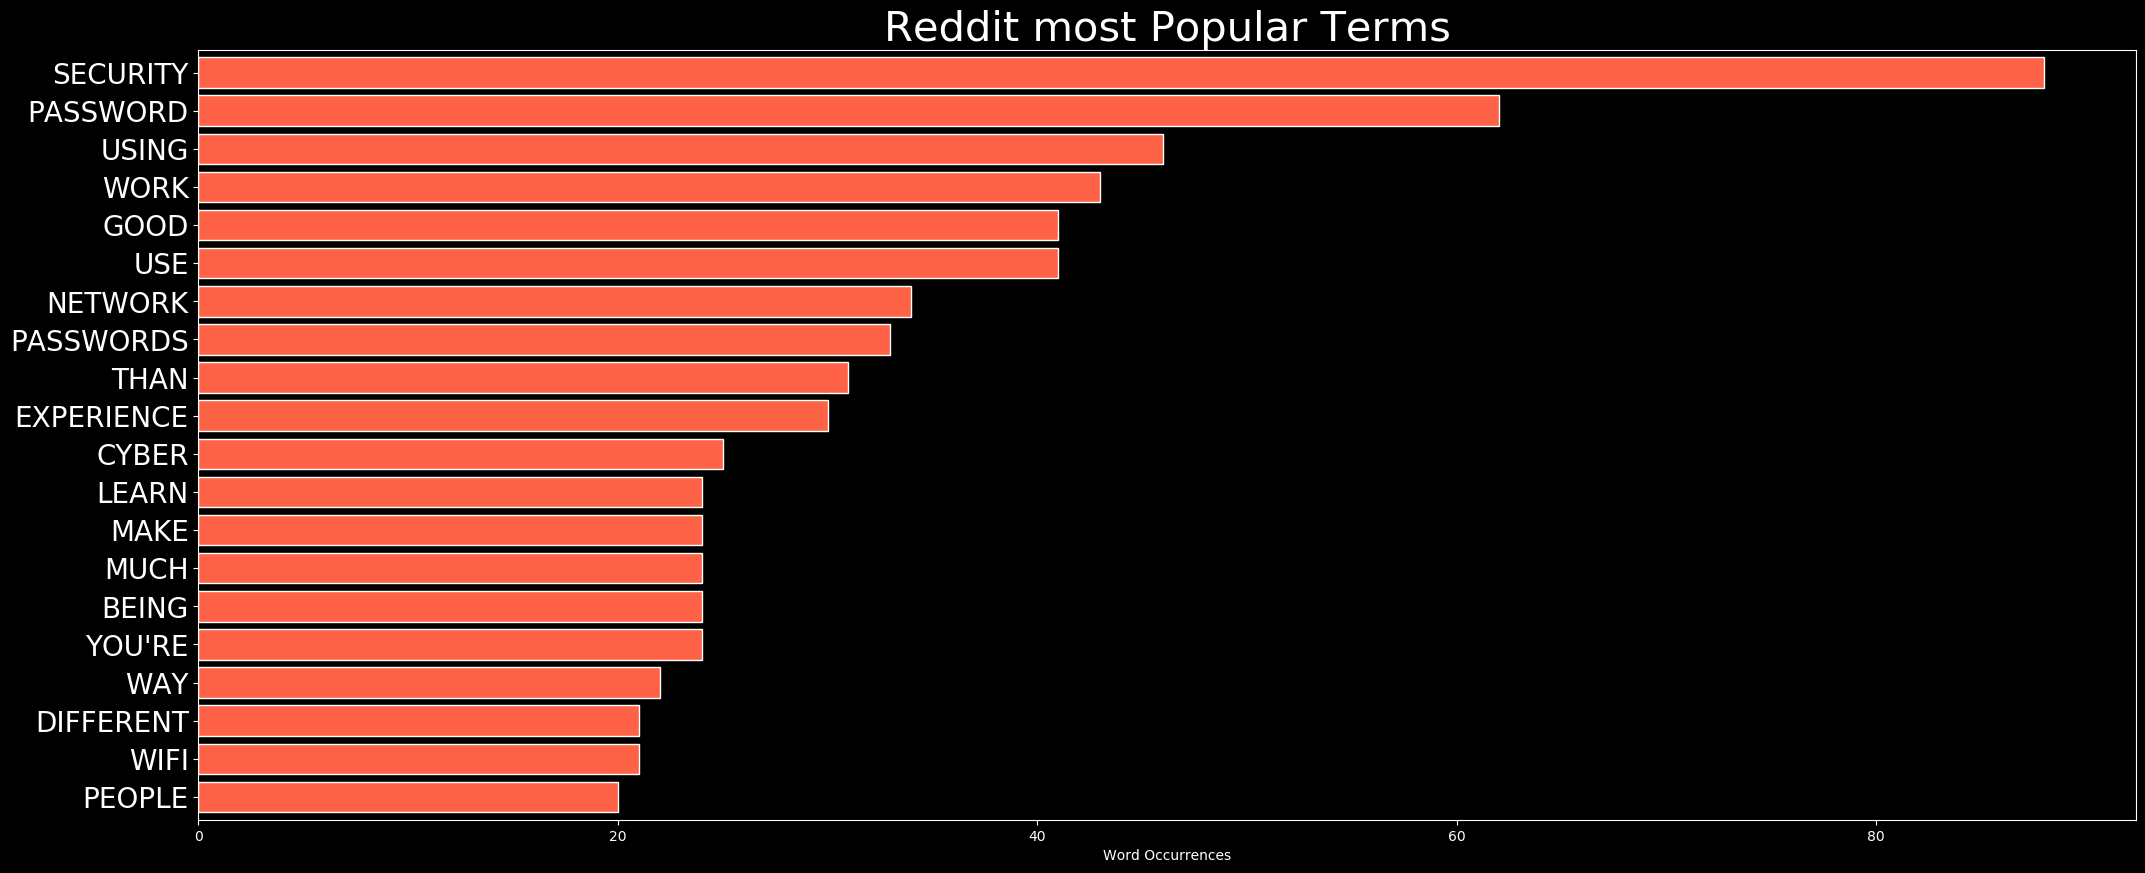 Reddit most Popular Terms
SECURITY
PASSWORD
USING
WORK
GOOD
USE
NETWORK
PASSWORDS
THAN
EXPERIENCE
CYBER
LEARN
MAKE
MUCH
BEING
YOU'RE
WAY
DIFFERENT
WIFI
PEOPLE
0 20 40 60 80
Word Occurrences